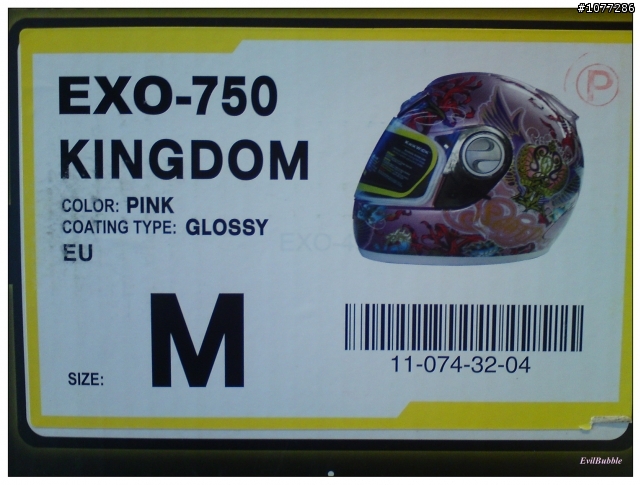 #1077286
EXO-750
KINGDOM
COLOR: PINK
COATING TYPE: GLOSSY
EU
P
SIZE: M
11-074-32-04
EvilBubble